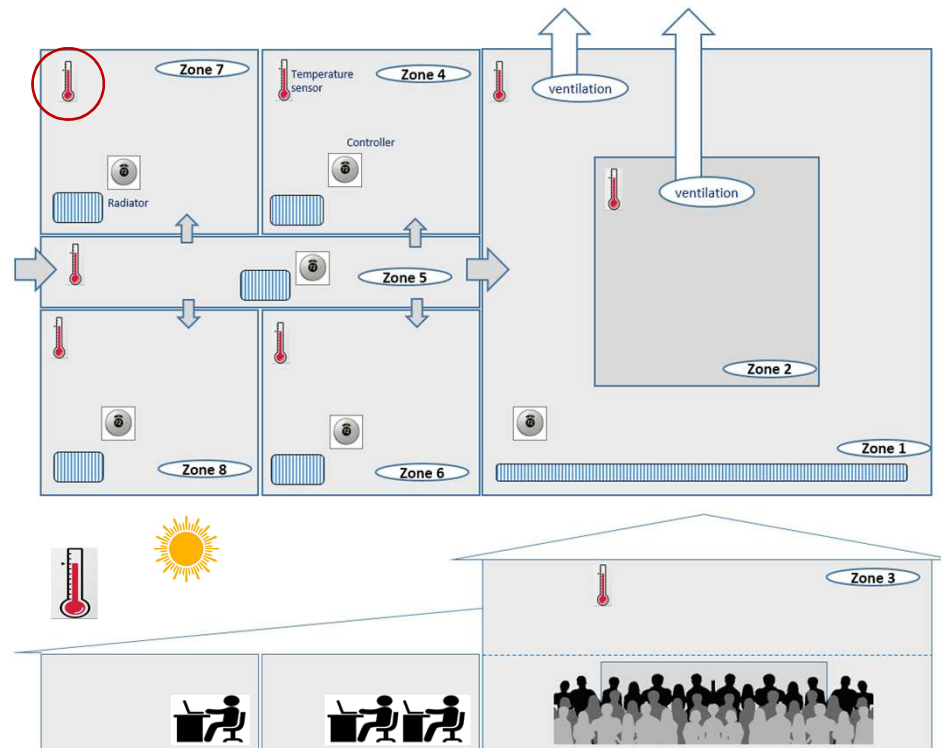 Zone 7
Zone 4
Temperature
sensor
ventilation
Controller
ventilation
Radiator
Zone 5
Zone 2
Zone 1
Zone 8
Zone 6
Zone 3